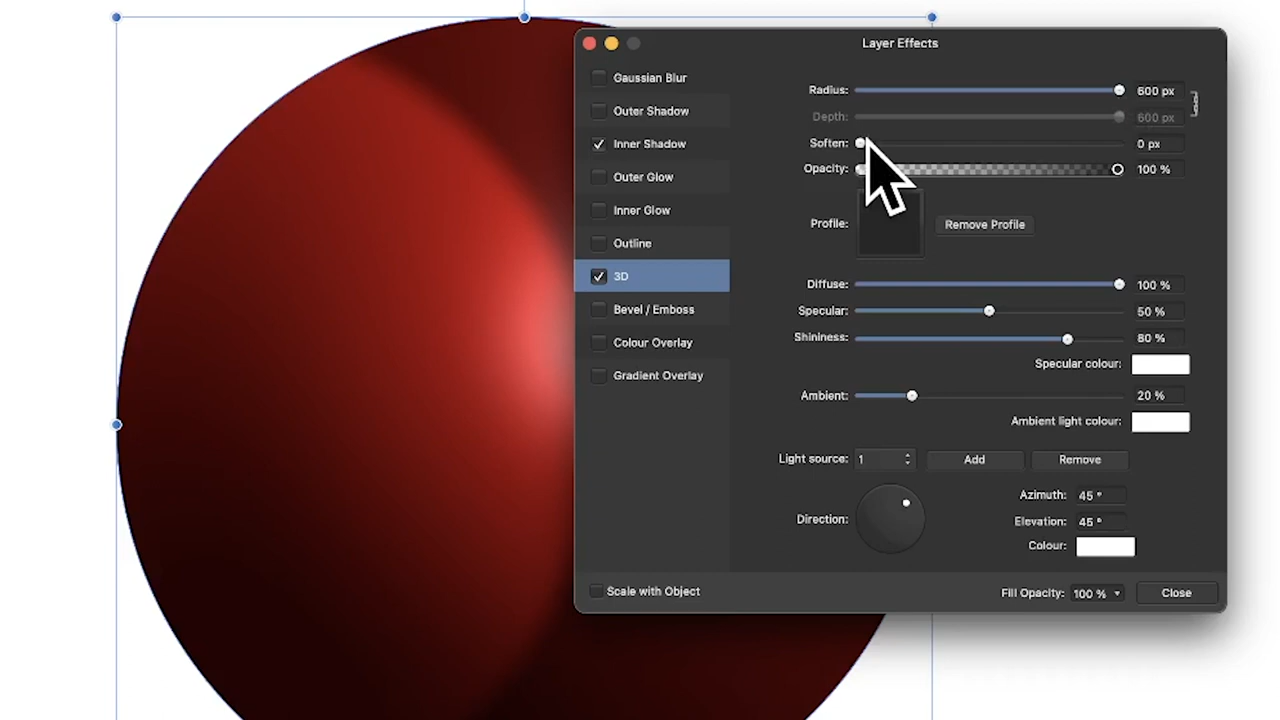 Layer Effects
Gaussian Blur
Outer Shadow
Inner Shadow
Outer Glow
Inner Glow
Outline
3D
Bevel / Emboss
Colour Overlay
Gradient Overlay
Radius: 600 px
Depth: 600 px
Soften: 0 px
Opacity: 100 %
Profile: Remove Profile
Diffuse: 100 %
Specular: 50 %
Shininess: 80 %
Specular colour:
Ambient: 20 %
Ambient light colour:
Light source: 1 Add Remove
Direction:
Azimuth: 45 °
Elevation: 45 °
Colour:
Scale with Object
Fill Opacity: 100 % Close